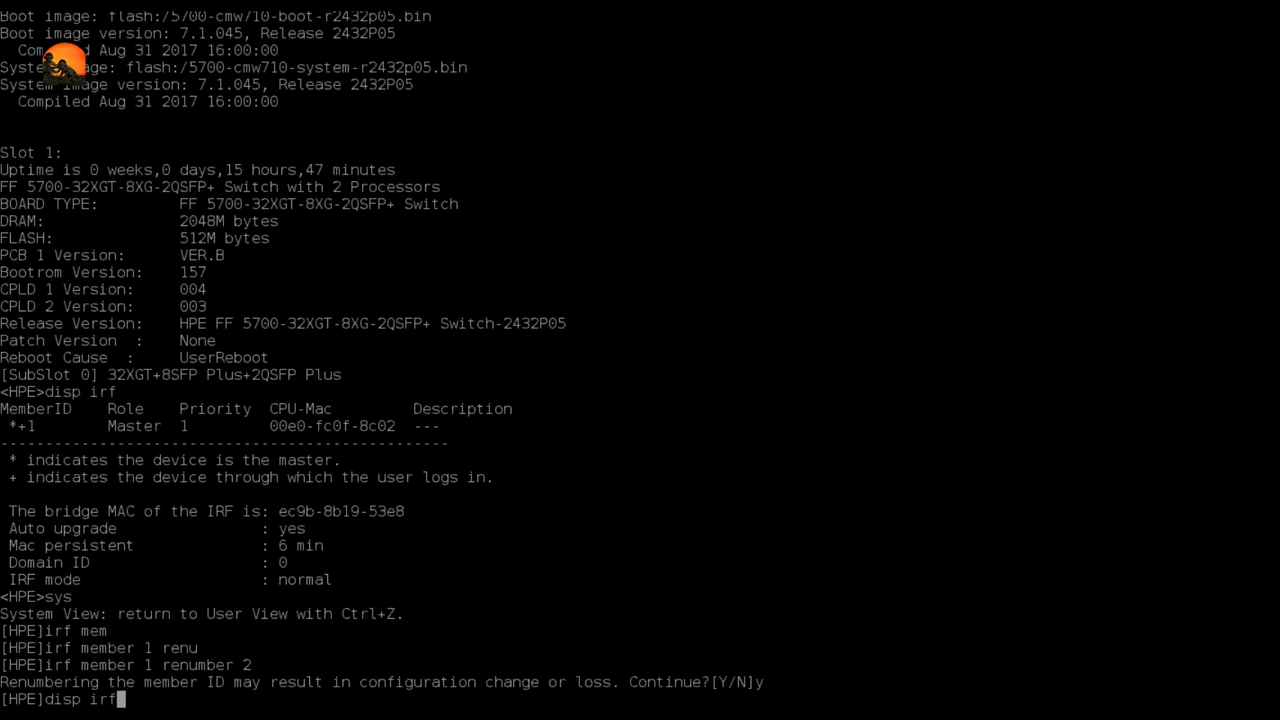 Boot image: flash:/5700-cmw710-boot-r2432p05.bin
Boot image version: 7.1.045, Release 2432P05
Compiled Aug 31 2017 16:00:00
System image: flash:/5700-cmw710-system-r2432p05.bin
System image version: 7.1.045, Release 2432P05
Compiled Aug 31 2017 16:00:00
Slot 1:
Uptime is 0 weeks,0 days,15 hours,47 minutes
FF 5700-32XGT-8XG-2QSFP+ Switch with 2 Processors
BOARD TYPE: FF 5700-32XGT-8XG-2QSFP+ Switch
DRAM: 2048M bytes
FLASH: 512M bytes
PCB 1 Version: VER.B
Bootrom Version: 157
CPLD 1 Version: 004
CPLD 2 Version: 003
Release Version: HPE FF 5700-32XGT-8XG-2QSFP+ Switch-2432P05
Patch Version : None
Reboot Cause : UserReboot
[SubSlot 0] 32XGT+8SFP Plus+2QSFP Plus
<HPE>disp irf
MemberID Role Priority CPU-Mac Description
*+1 Master 1 00e0-fc0f-8c02 ---
--------------------------------------------------
* indicates the device is the master.
+ indicates the device through which the user logs in.
The bridge MAC of the IRF is: ec9b-8b19-53e8
Auto upgrade : yes
Mac persistent : 6 min
Domain ID : 0
IRF mode : normal
<HPE>sys
System View: return to User View with Ctrl+Z.
[HPE]irf mem
[HPE]irf member 1 renu
[HPE]irf member 1 renumber 2
Renumbering the member ID may result in configuration change or loss. Continue?[Y/N]y
[HPE]disp irf